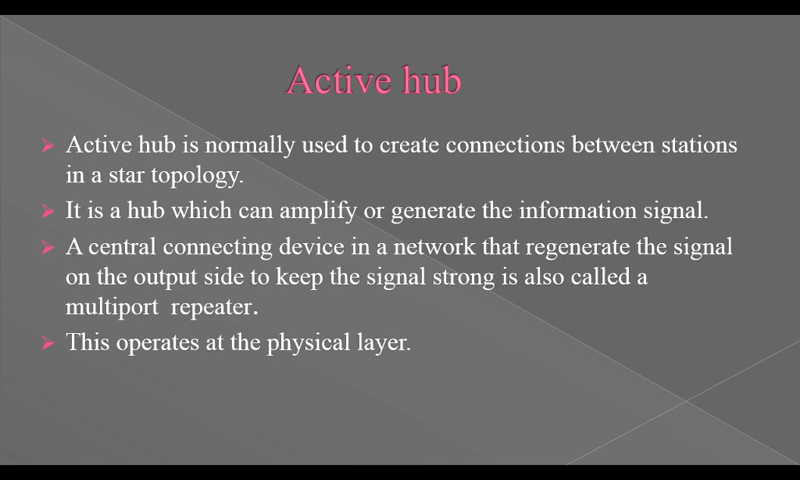 Active hub
Active hub is normally used to create connections between stations
in a star topology.
It is a hub which can amplify or generate the information signal.
A central connecting device in a network that regenerate the signal
on the output side to keep the signal strong is also called a
multiport  repeater.
This operates at the physical layer.